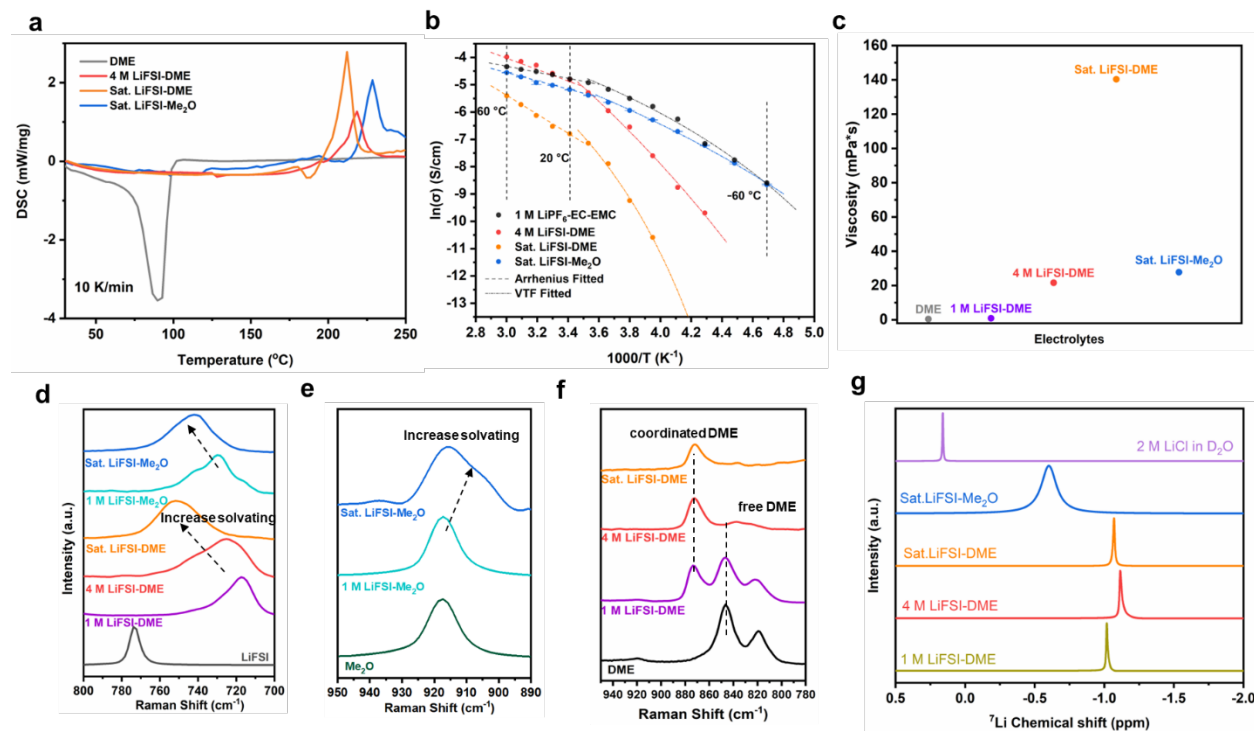 a
DME
4 M LiFSI-DME
Sat. LiFSI-DME
Sat. LiFSI-Me₂O
10 K/min
DSC (mW/mg)
2
0
-2
-4
50
100
150
200
250
Temperature (°C)
b
-4
-5
-6
-7
-8
-9
-10
-11
-12
-13
ln(σ) (S/cm)
60 °C
20 °C
-60 °C
1 M LiPF₆-EC-EMC
4 M LiFSI-DME
Sat. LiFSI-DME
Sat. LiFSI-Me₂O
Arrhenius Fitted
VTF Fitted
2.8 3.0 3.2 3.4 3.6 3.8 4.0 4.2 4.4 4.6 4.8 5.0
1000/T (K⁻¹)
c
160
140
120
100
80
60
40
20
0
Viscosity (mPa*s)
Sat. LiFSI-DME
4 M LiFSI-DME
Sat. LiFSI-Me₂O
DME
1 M LiFSI-DME
Electrolytes
d
Intensity (a.u.)
Sat. LiFSI-Me₂O
1 M LiFSI-Me₂O
Increase solvating
Sat. LiFSI-DME
4 M LiFSI-DME
1 M LiFSI-DME
LiFSI
800 780 760 740 720 700
Raman Shift (cm⁻¹)
e
Increase solvating
Sat. LiFSI-Me₂O
1 M LiFSI-Me₂O
Me₂O
950 940 930 920 910 900 890
Raman Shift (cm⁻¹)
f
coordinated DME
Sat. LiFSI-DME
free DME
4 M LiFSI-DME
1 M LiFSI-DME
DME
940 920 900 880 860 840 820 800 780
Raman Shift (cm⁻¹)
g
Intensity (a.u.)
2 M LiCl in D₂O
Sat.LiFSI-Me₂O
Sat.LiFSI-DME
4 M LiFSI-DME
1 M LiFSI-DME
0.5 0.0 -0.5 -1.0 -1.5 -2.0
⁷Li Chemical shift (ppm)